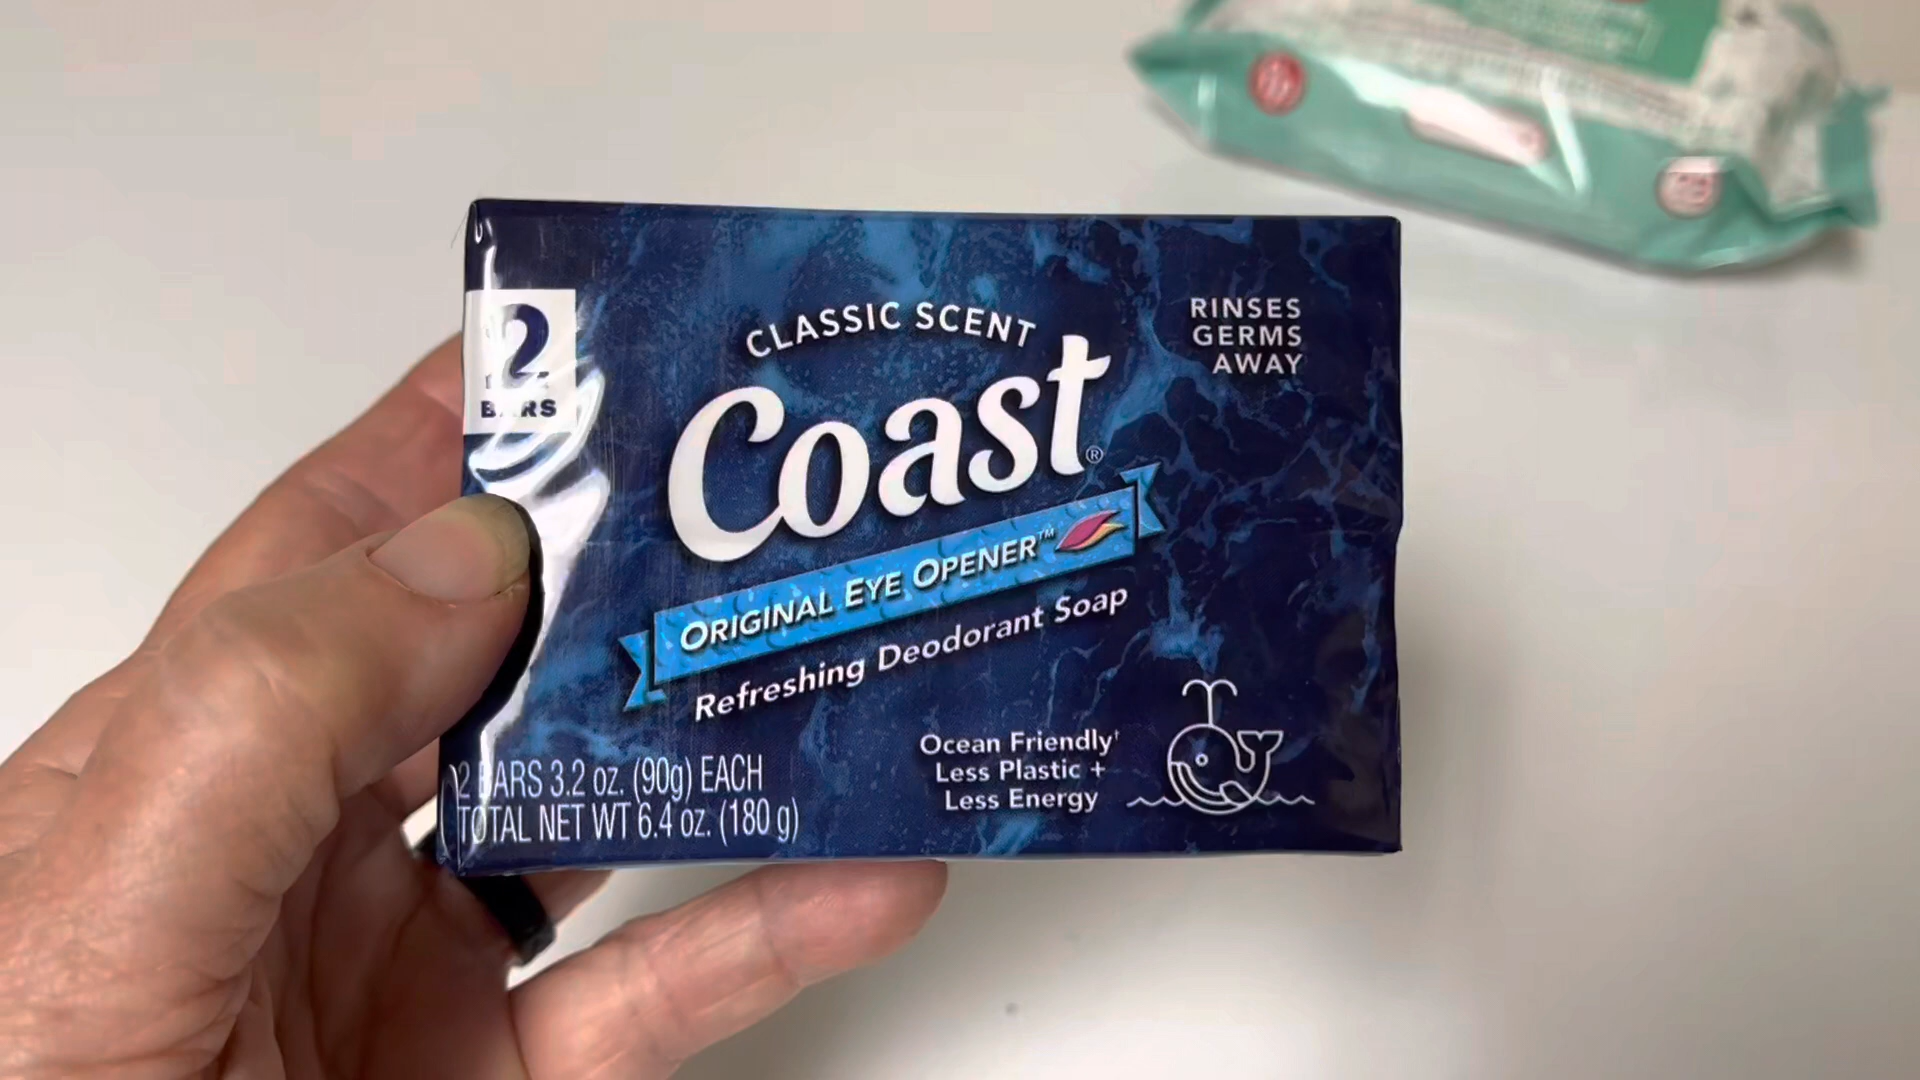 2
BARS
CLASSIC SCENT
Coast®
ORIGINAL EYE OPENER™
Refreshing Deodorant Soap
RINSES
GERMS
AWAY
2 BARS 3.2 oz. (90g) EACH
TOTAL NET WT 6.4 oz. (180 g)
Ocean Friendly†
Less Plastic +
Less Energy